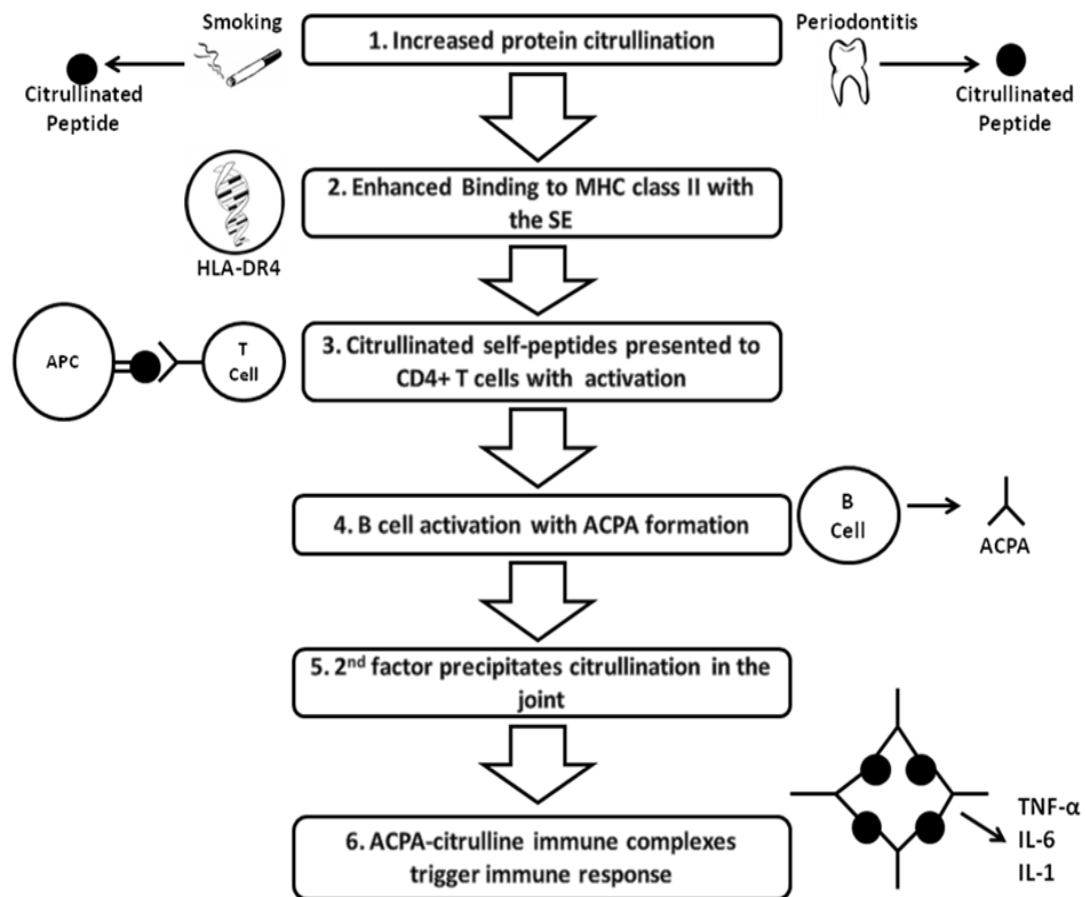 Smoking
1. Increased protein citrullination
Periodontitis
Citrullinated
Peptide
Citrullinated
Peptide
2. Enhanced Binding to MHC class II with
the SE
HLA-DR4
APC
T
Cell
3. Citrullinated self-peptides presented to
CD4+ T cells with activation
4. B cell activation with ACPA formation
B
Cell
ACPA
5. 2nd factor precipitates citrullination in the
joint
6. ACPA-citrulline immune complexes
trigger immune response
TNF-α
IL-6
IL-1